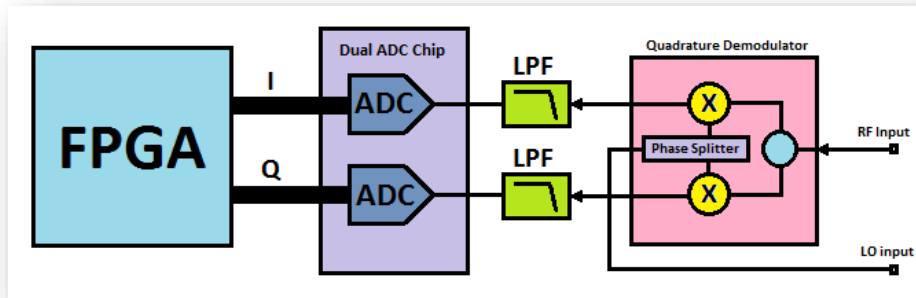 Dual ADC Chip
Quadrature Demodulator
LPF
I
ADC
X
FPGA
Phase Splitter
RF Input
LPF
Q
ADC
X
LO input